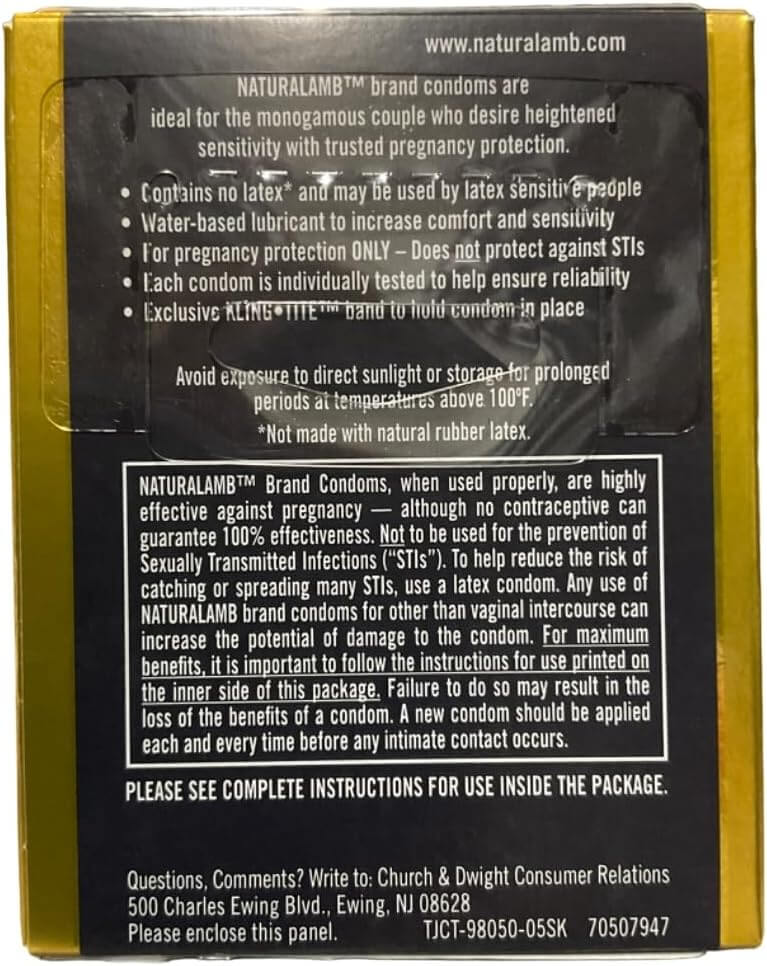 www.naturalamb.com
NATURALAMB™ brand condoms are
ideal for the monogamous couple who desire heightened
sensitivity with trusted pregnancy protection.
• Contains no latex* and may be used by latex sensitive people
• Water-based lubricant to increase comfort and sensitivity
• For pregnancy protection ONLY – Does not protect against STIs
• Each condom is individually tested to help ensure reliability
• Exclusive KLING•TITE™ band to hold condom in place
Avoid exposure to direct sunlight or storage for prolonged
periods at temperatures above 100°F.
*Not made with natural rubber latex.
NATURALAMB™ Brand Condoms, when used properly, are highly
effective against pregnancy — although no contraceptive can
guarantee 100% effectiveness. Not to be used for the prevention of
Sexually Transmitted Infections (“STIs”). To help reduce the risk of
catching or spreading many STIs, use a latex condom. Any use of
NATURALAMB brand condoms for other than vaginal intercourse can
increase the potential of damage to the condom. For maximum
benefits, it is important to follow the instructions for use printed on
the inner side of this package. Failure to do so may result in the
loss of the benefits of a condom. A new condom should be applied
each and every time before any intimate contact occurs.
PLEASE SEE COMPLETE INSTRUCTIONS FOR USE INSIDE THE PACKAGE.
Questions, Comments? Write to: Church & Dwight Consumer Relations
500 Charles Ewing Blvd., Ewing, NJ 08628
Please enclose this panel. TJCT-98050-05SK 70507947